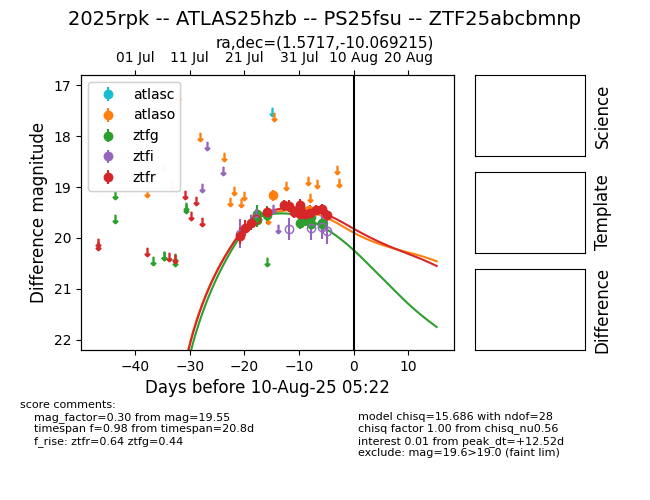 2025rpk -- ATLAS25hzb -- PS25fsu -- ZTF25abcbmnp
ra,dec=(1.5717,-10.069215)
01 Jul 11 Jul 21 Jul 31 Jul 10 Aug 20 Aug
17
18
19
20
21
22
Difference magnitude
atlasc
atlaso
ztfg
ztfi
ztfr
−40 −30 −20 −10 0 10
Days before 10-Aug-25 05:22
Science
Template
Difference
score comments:
mag_factor=0.30 from mag=19.55
timespan f=0.98 from timespan=20.8d
f_rise: ztfr=0.64 ztfg=0.44
model chisq=15.686 with ndof=28
chisq factor 1.00 from chisq_nu0.56
interest 0.01 from peak_dt=+12.52d
exclude: mag=19.6>19.0 (faint lim)